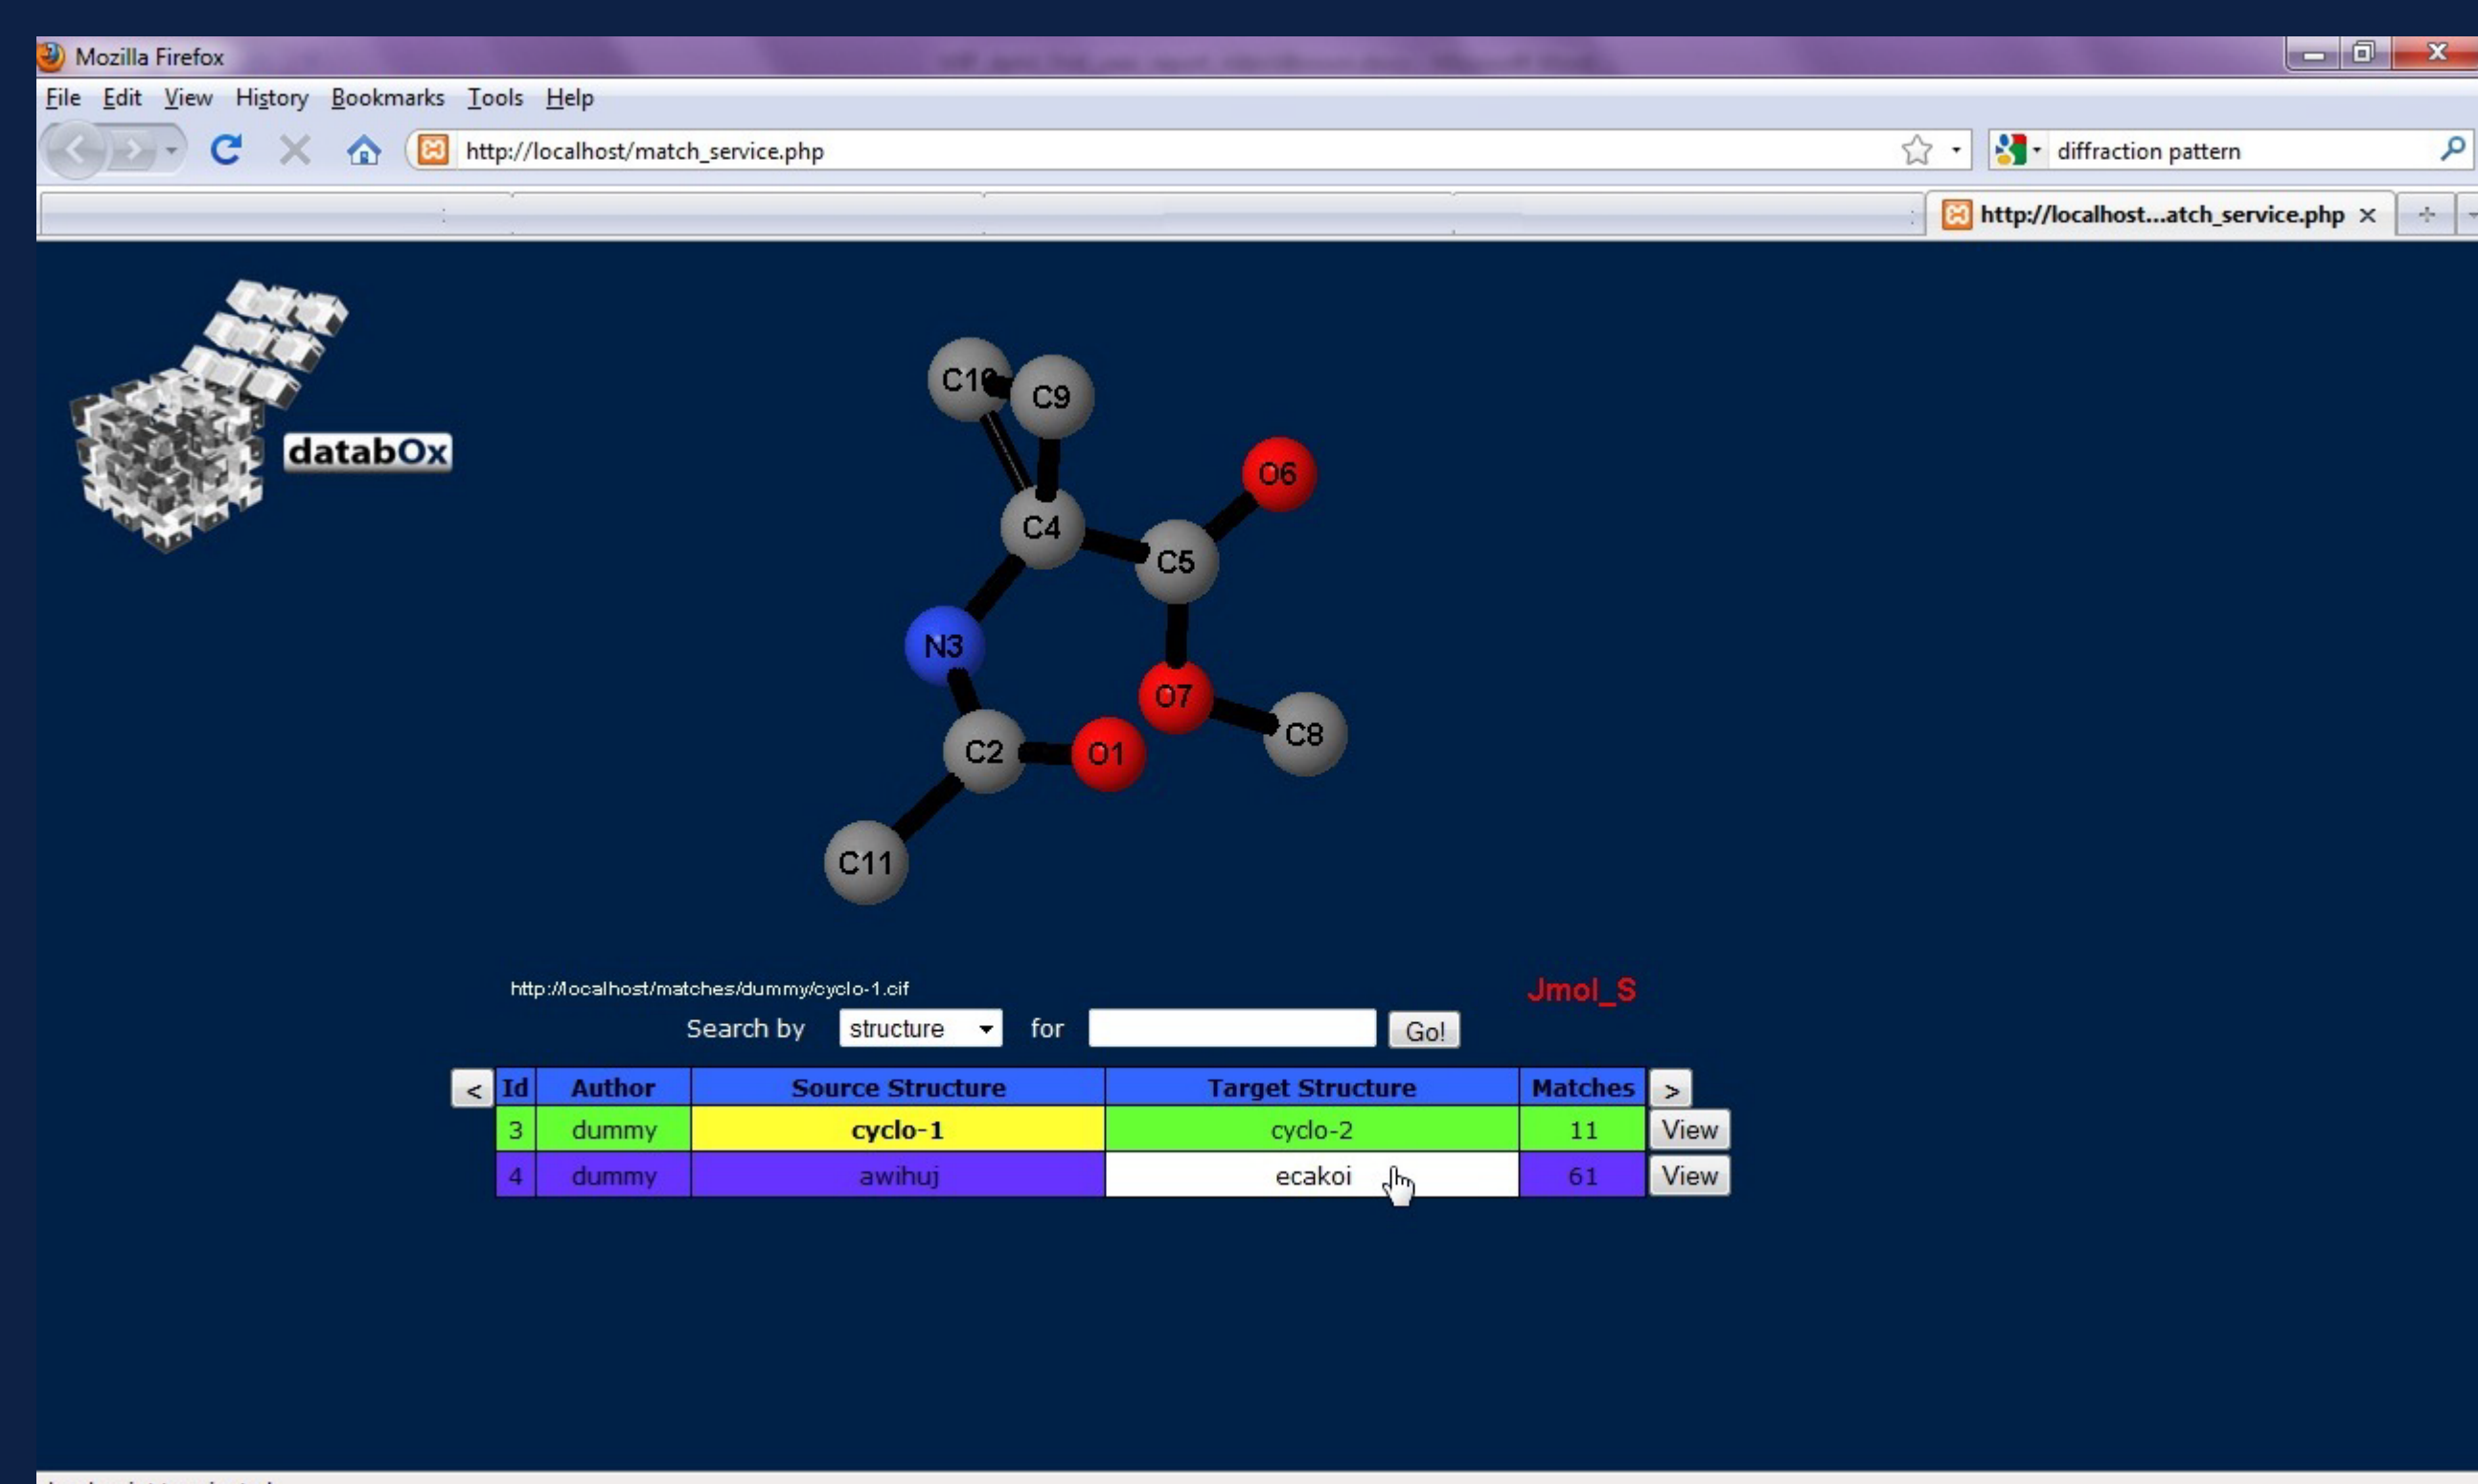 Mozilla Firefox
File Edit View History Bookmarks Tools Help
http://localhost/match_service.php
diffraction pattern
http://localhost...atch_service.php
databOx
C10
C9
O6
C4
C5
N3
O7
C8
C2
O1
C11
http://localhost/matches/dummy/cyclo-1.cif
Jmol_S
Search by structure for Go!
< Id Author Source Structure Target Structure Matches >
3 dummy cyclo-1 cyclo-2 11 View
4 dummy awihuj ecakoi 61 View